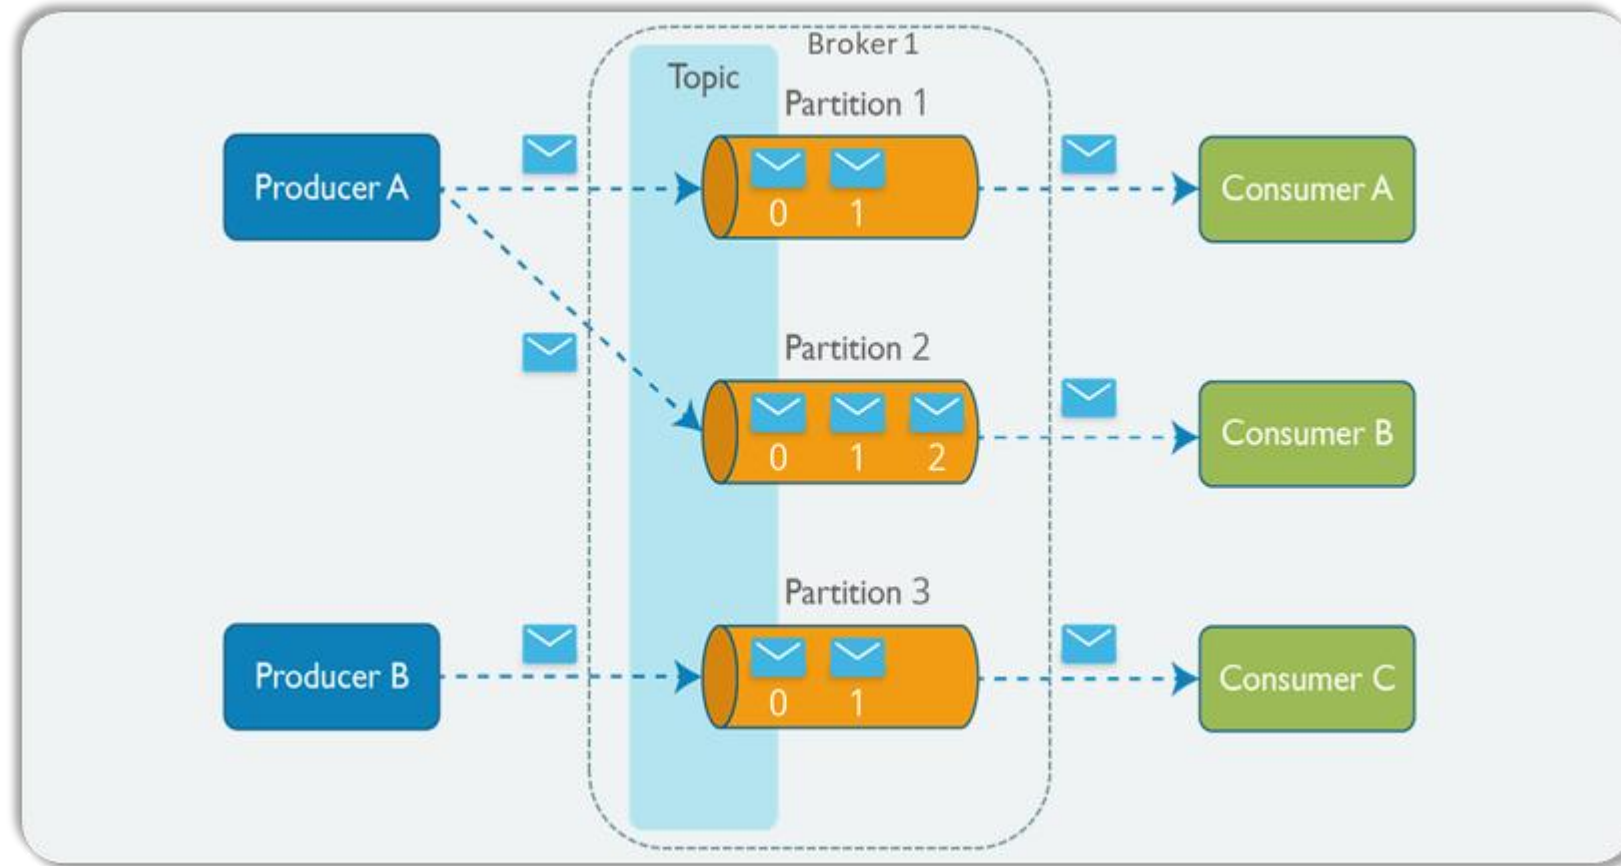 Broker 1
Topic
Partition 1
Producer A
0 1
Consumer A
Partition 2
0 1 2
Consumer B
Partition 3
Producer B
0 1
Consumer C